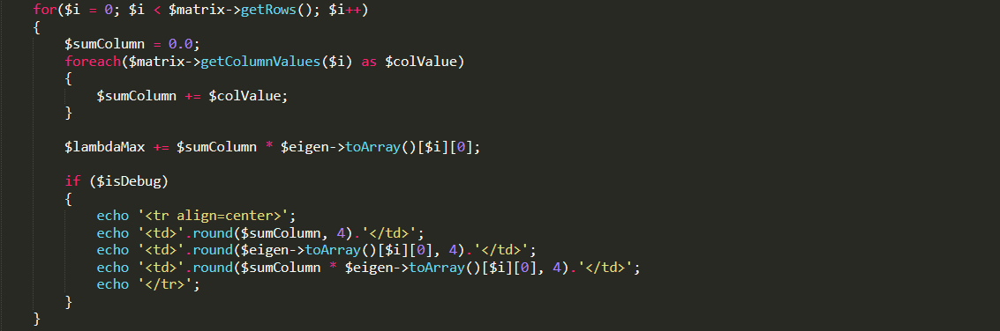 for($i = 0; $i < $matrix->getRows(); $i++)
{
$sumColumn = 0.0;
foreach($matrix->getColumnValues($i) as $colValue)
{
$sumColumn += $colValue;
}
$lambdaMax += $sumColumn * $eigen->toArray()[$i][0];
if ($isDebug)
{
echo '<tr align=center>';
echo '<td>'.round($sumColumn, 4).'</td>';
echo '<td>'.round($eigen->toArray()[$i][0], 4).'</td>';
echo '<td>'.round($sumColumn * $eigen->toArray()[$i][0], 4).'</td>';
echo '</tr>';
}
}